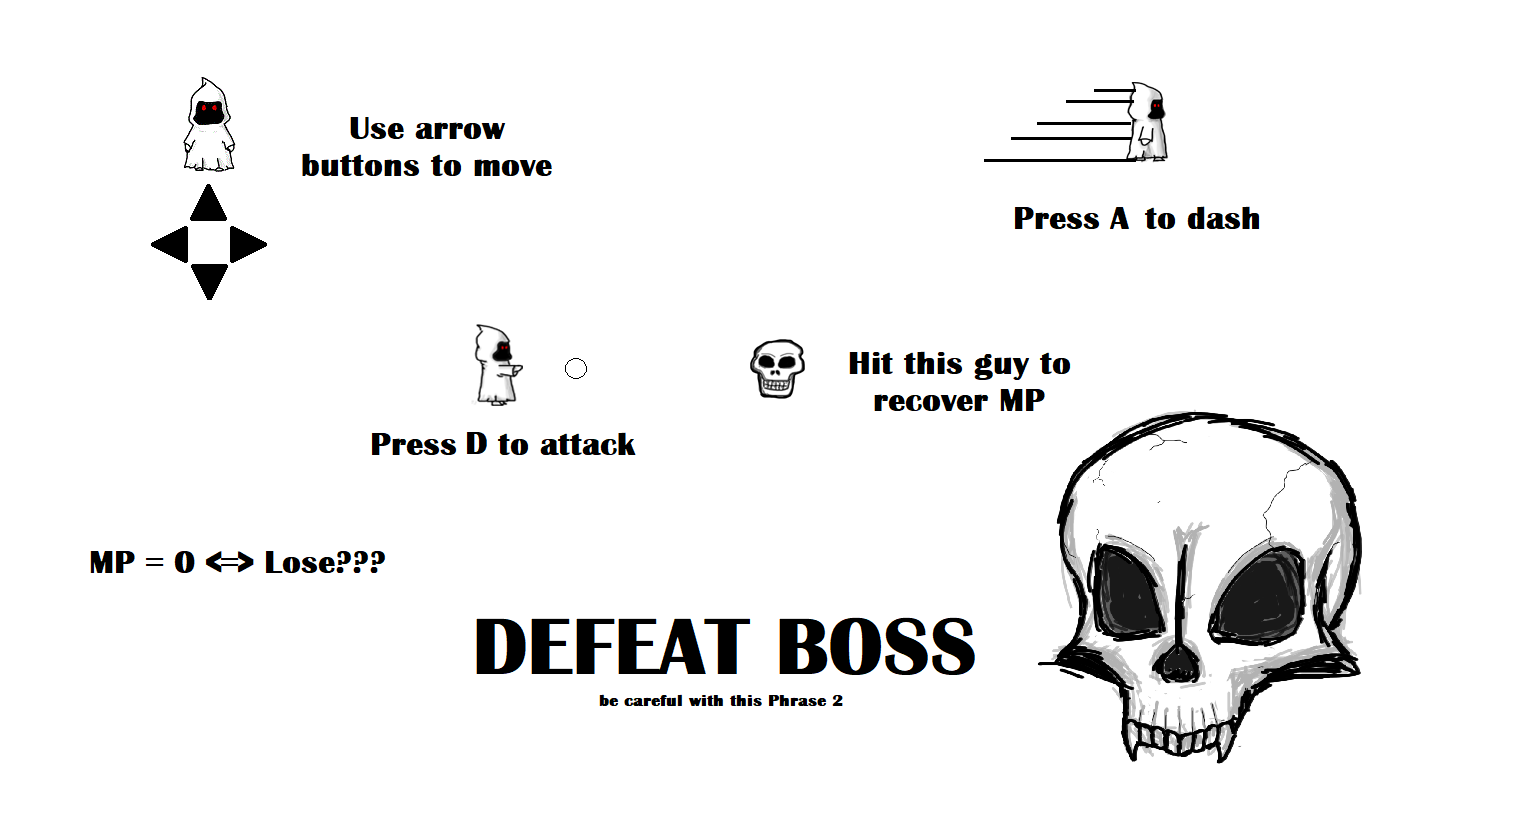 Use arrow
buttons to move
Press A to dash
Hit this guy to
recover MP
Press D to attack
MP = 0 <=> Lose???
DEFEAT BOSS
be careful with this Phrase 2